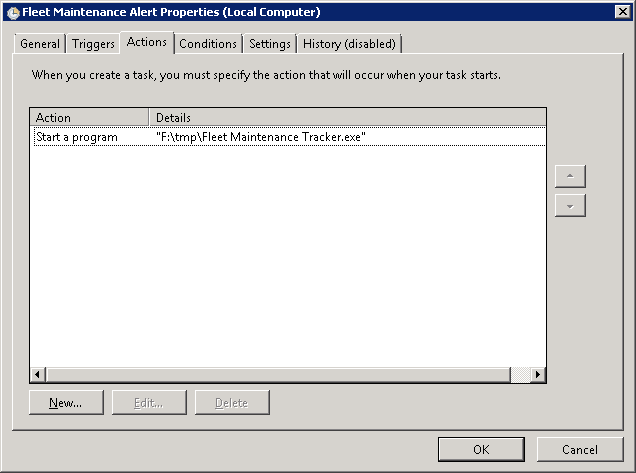 Fleet Maintenance Alert Properties (Local Computer)
General Triggers Actions Conditions Settings History (disabled)
When you create a task, you must specify the action that will occur when your task starts.
Action Details
Start a program "F:\tmp\Fleet Maintenance Tracker.exe"
New... Edit... Delete
OK Cancel